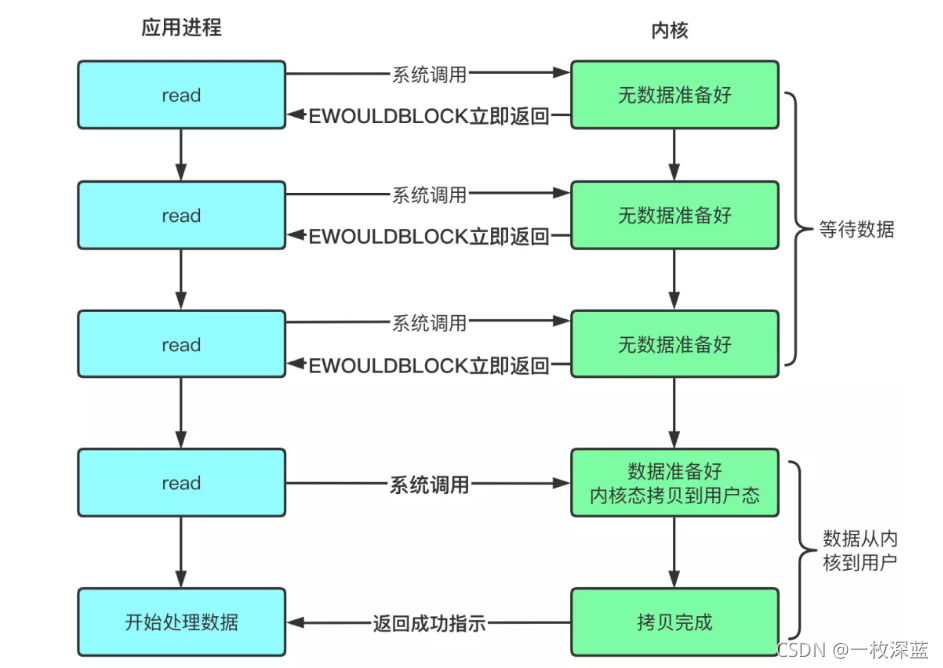 应用进程
内核
read
系统调用
无数据准备好
EWOULDBLOCK立即返回
read
系统调用
无数据准备好
EWOULDBLOCK立即返回
等待数据
read
系统调用
无数据准备好
EWOULDBLOCK立即返回
read
系统调用
数据准备好
内核态拷贝到用户态
数据从内
核到用户
开始处理数据
返回成功指示
拷贝完成
CSDN @一枚深蓝